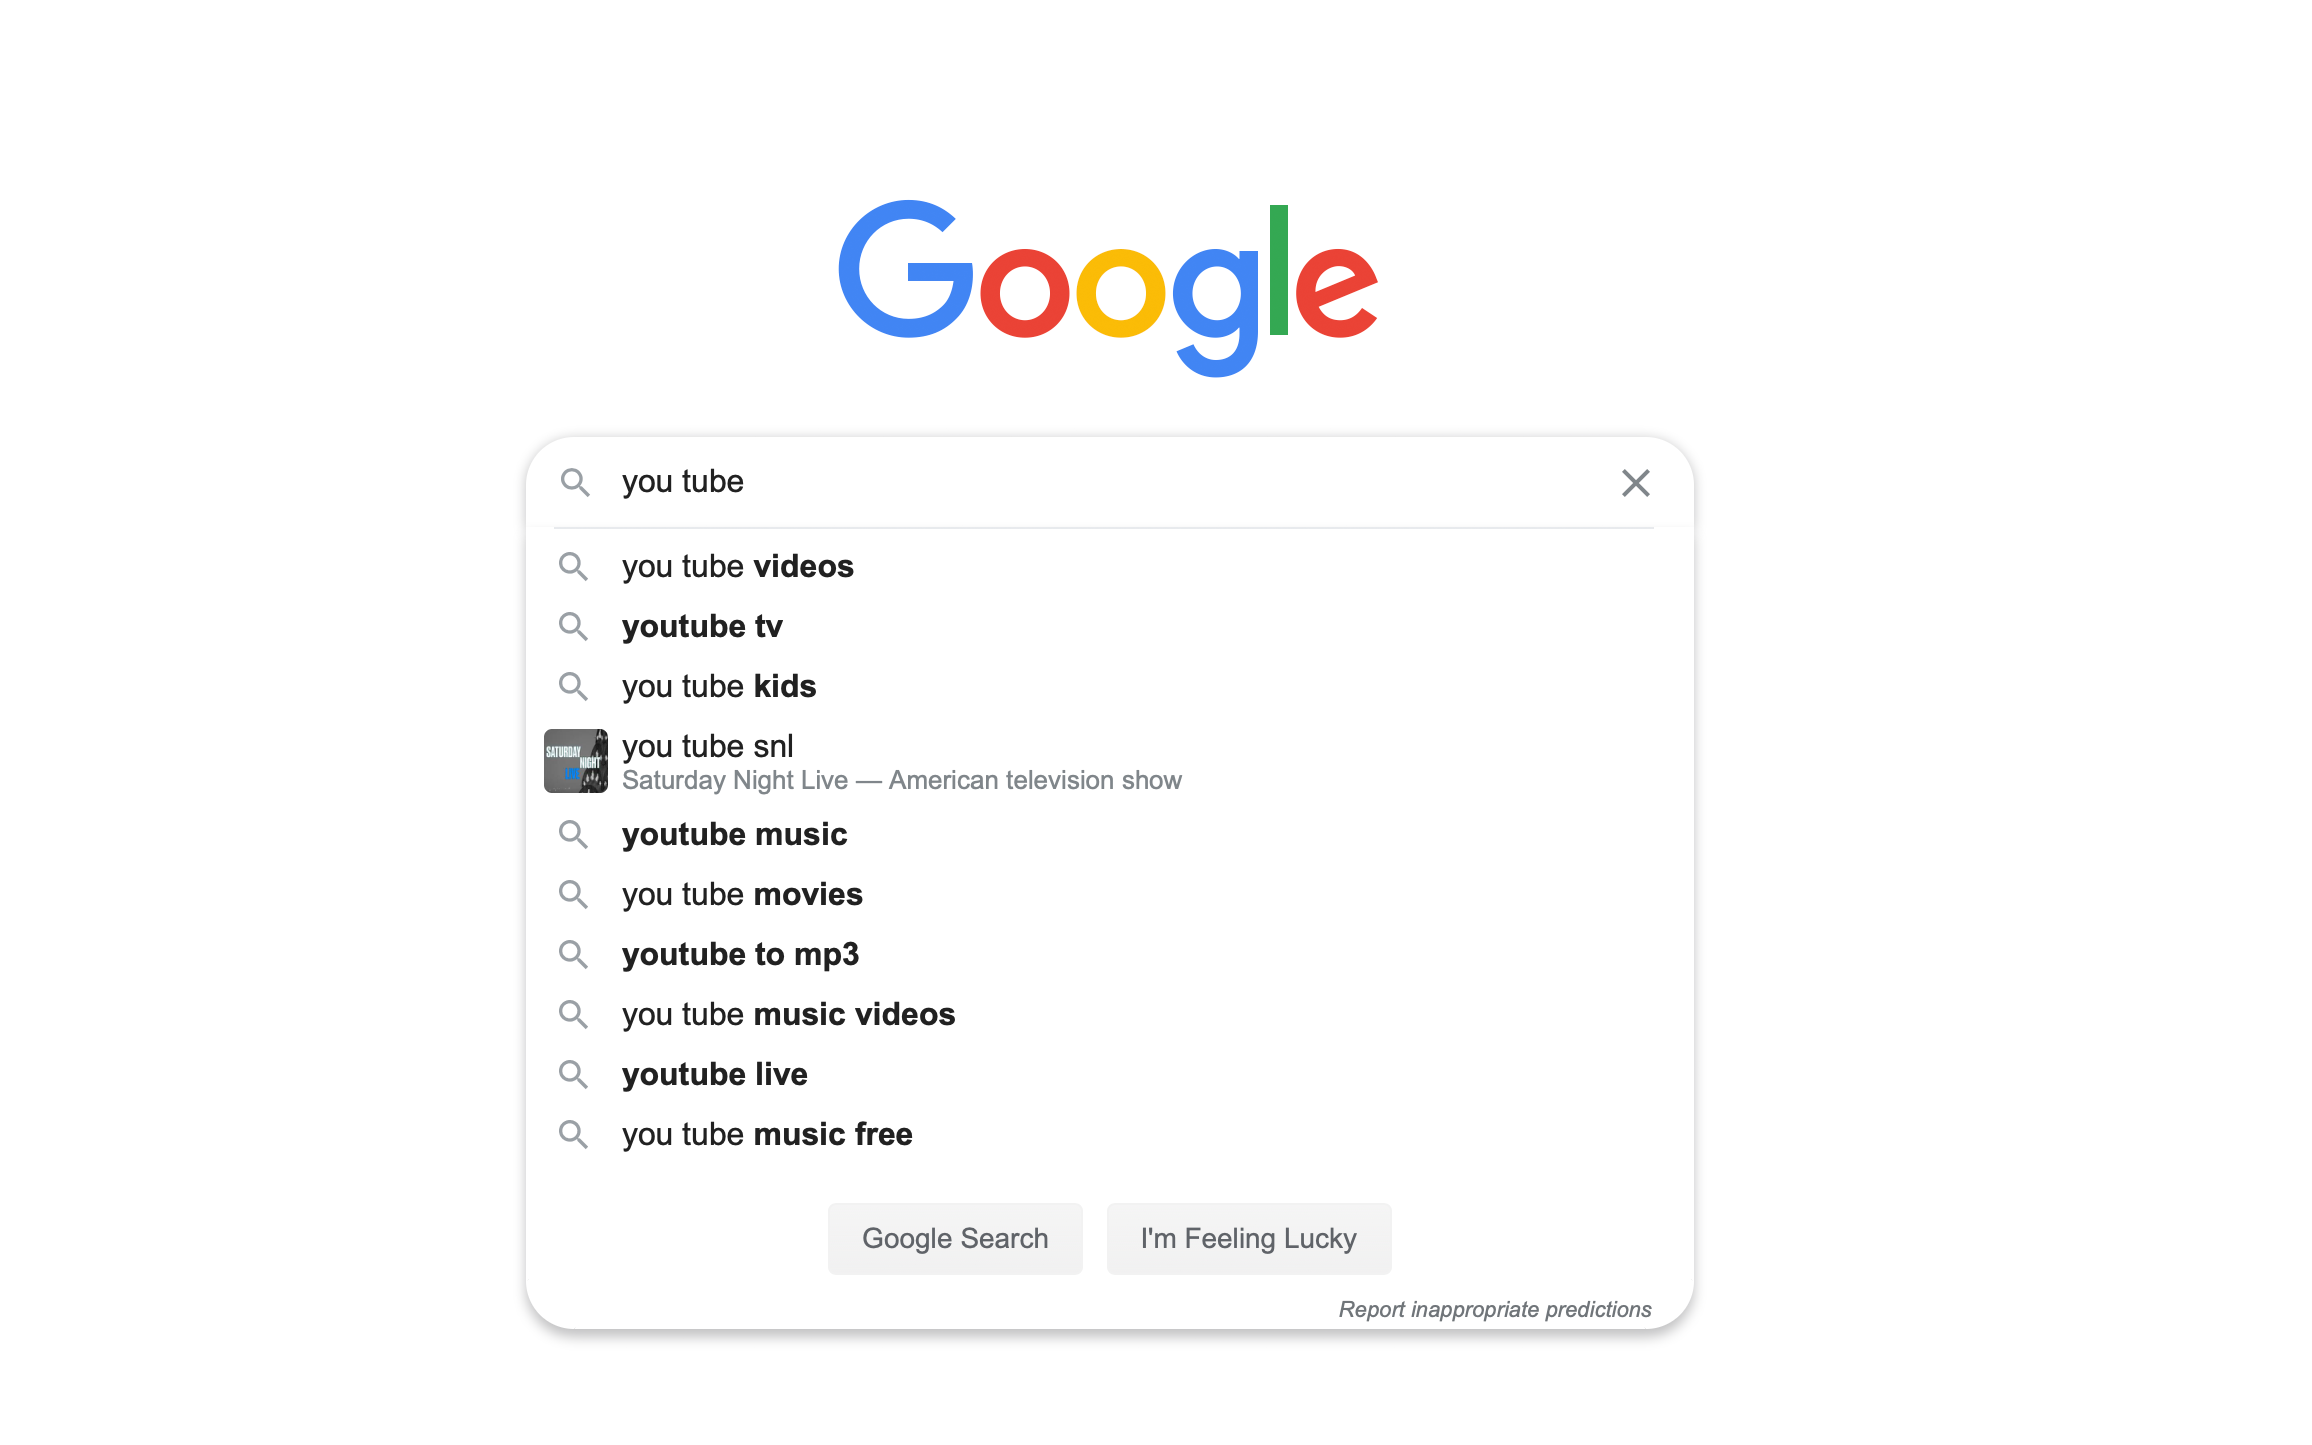 Google
you tube
you tube videos
youtube tv
you tube kids
SATURDAY
NIGHT
LIVE
you tube snl
Saturday Night Live — American television show
youtube music
you tube movies
youtube to mp3
you tube music videos
youtube live
you tube music free
Google Search
I'm Feeling Lucky
Report inappropriate predictions